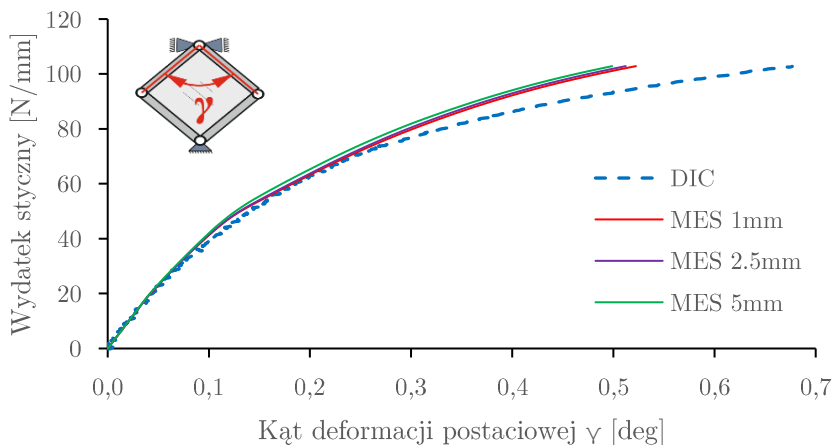 120
100
80
60
40
20
0
Wydatek styczny [N/mm]
γ
DIC
MES 1mm
MES 2.5mm
MES 5mm
0,0 0,1 0,2 0,3 0,4 0,5 0,6 0,7
Kąt deformacji postaciowej γ [deg]